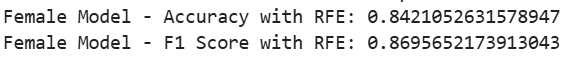 Female Model - Accuracy with RFE: 0.8421052631578947
Female Model - F1 Score with RFE: 0.8695652173913043